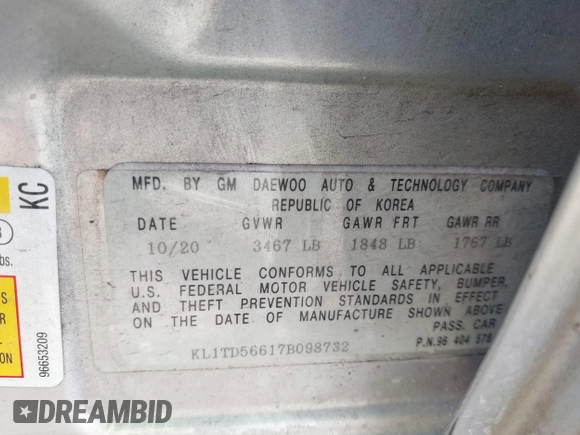 MFD. BY GM DAEWOO AUTO & TECHNOLOGY COMPANY
REPUBLIC OF KOREA
DATE GVWR GAWR FRT GAWR RR
10/20 3467 LB 1848 LB 1767 LB
THIS VEHICLE CONFORMS TO ALL APPLICABLE
U.S. FEDERAL MOTOR VEHICLE SAFETY, BUMPER,
AND THEFT PREVENTION STANDARDS IN EFFECT
ON THE DATE OF MANUFACTURE SHOWN ABOVE
PASS. CAR
P.N. 96 404 578
KL1TD56617B098732
KC
lbs.
ON
96653209
DREAMBID